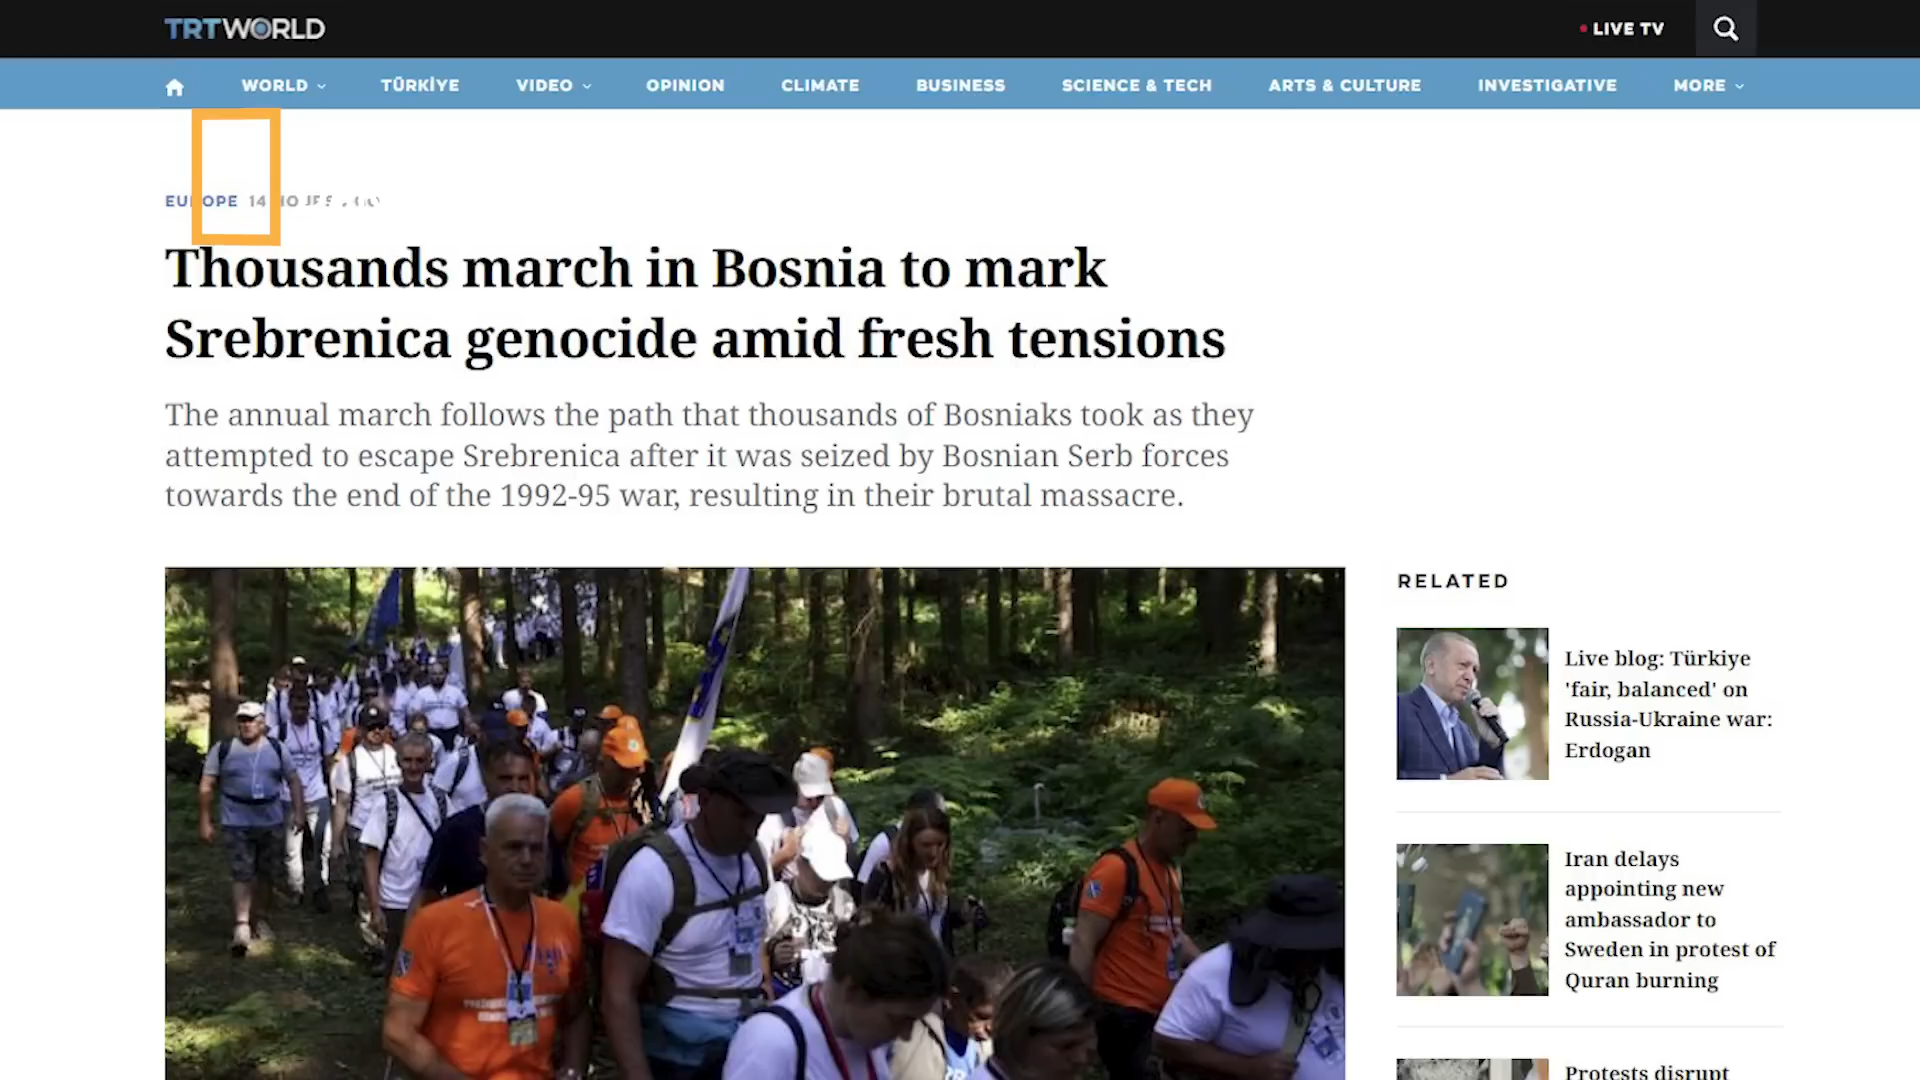 TRTWORLD
LIVE TV
WORLD
TÜRKİYE
VIDEO
OPINION
CLIMATE
BUSINESS
SCIENCE & TECH
ARTS & CULTURE
INVESTIGATIVE
MORE
EUROPE 14
Thousands march in Bosnia to mark
Srebrenica genocide amid fresh tensions
The annual march follows the path that thousands of Bosniaks took as they
attempted to escape Srebrenica after it was seized by Bosnian Serb forces
towards the end of the 1992-95 war, resulting in their brutal massacre.
RELATED
Live blog: Türkiye
'fair, balanced' on
Russia-Ukraine war:
Erdogan
Iran delays
appointing new
ambassador to
Sweden in protest of
Quran burning
Protests disrupt